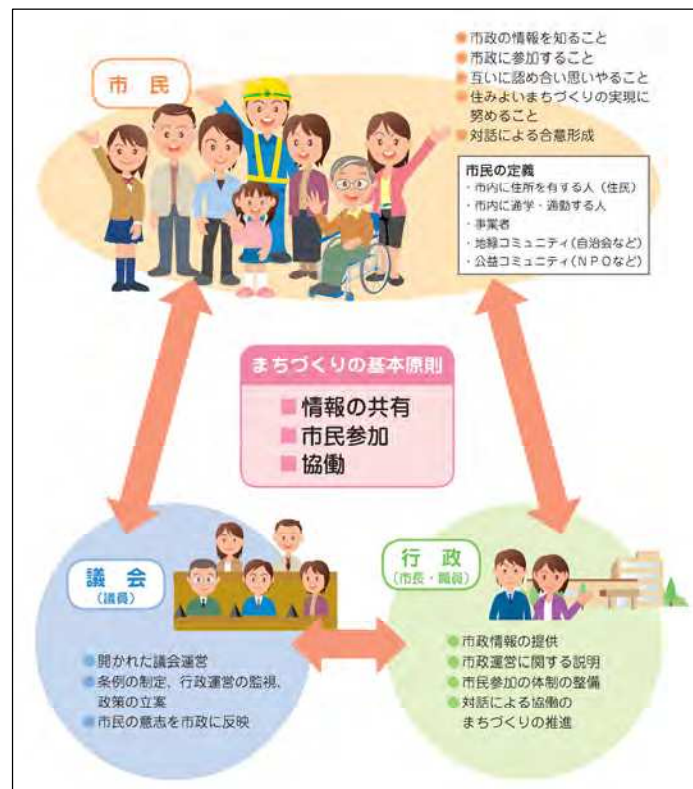 市民
●市政の情報を知ること
●市政に参加すること
●互いに認め合い思いやること
●住みよいまちづくりの実現に
努めること
●対話による合意形成
市民の定義
・市内に住所を有する人（住民）
・市内に通学・通勤する人
・事業者
・地縁コミュニティ（自治会など）
・公益コミュニティ（ＮＰＯなど）
まちづくりの基本原則
■情報の共有
■市民参加
■協働
議会
（議員）
●開かれた議会運営
●条例の制定、行政運営の監視、
政策の立案
●市民の意志を市政に反映
行政
（市長・職員）
●市政情報の提供
●市政運営に関する説明
●市民参加の体制の整備
●対話による協働の
まちづくりの推進